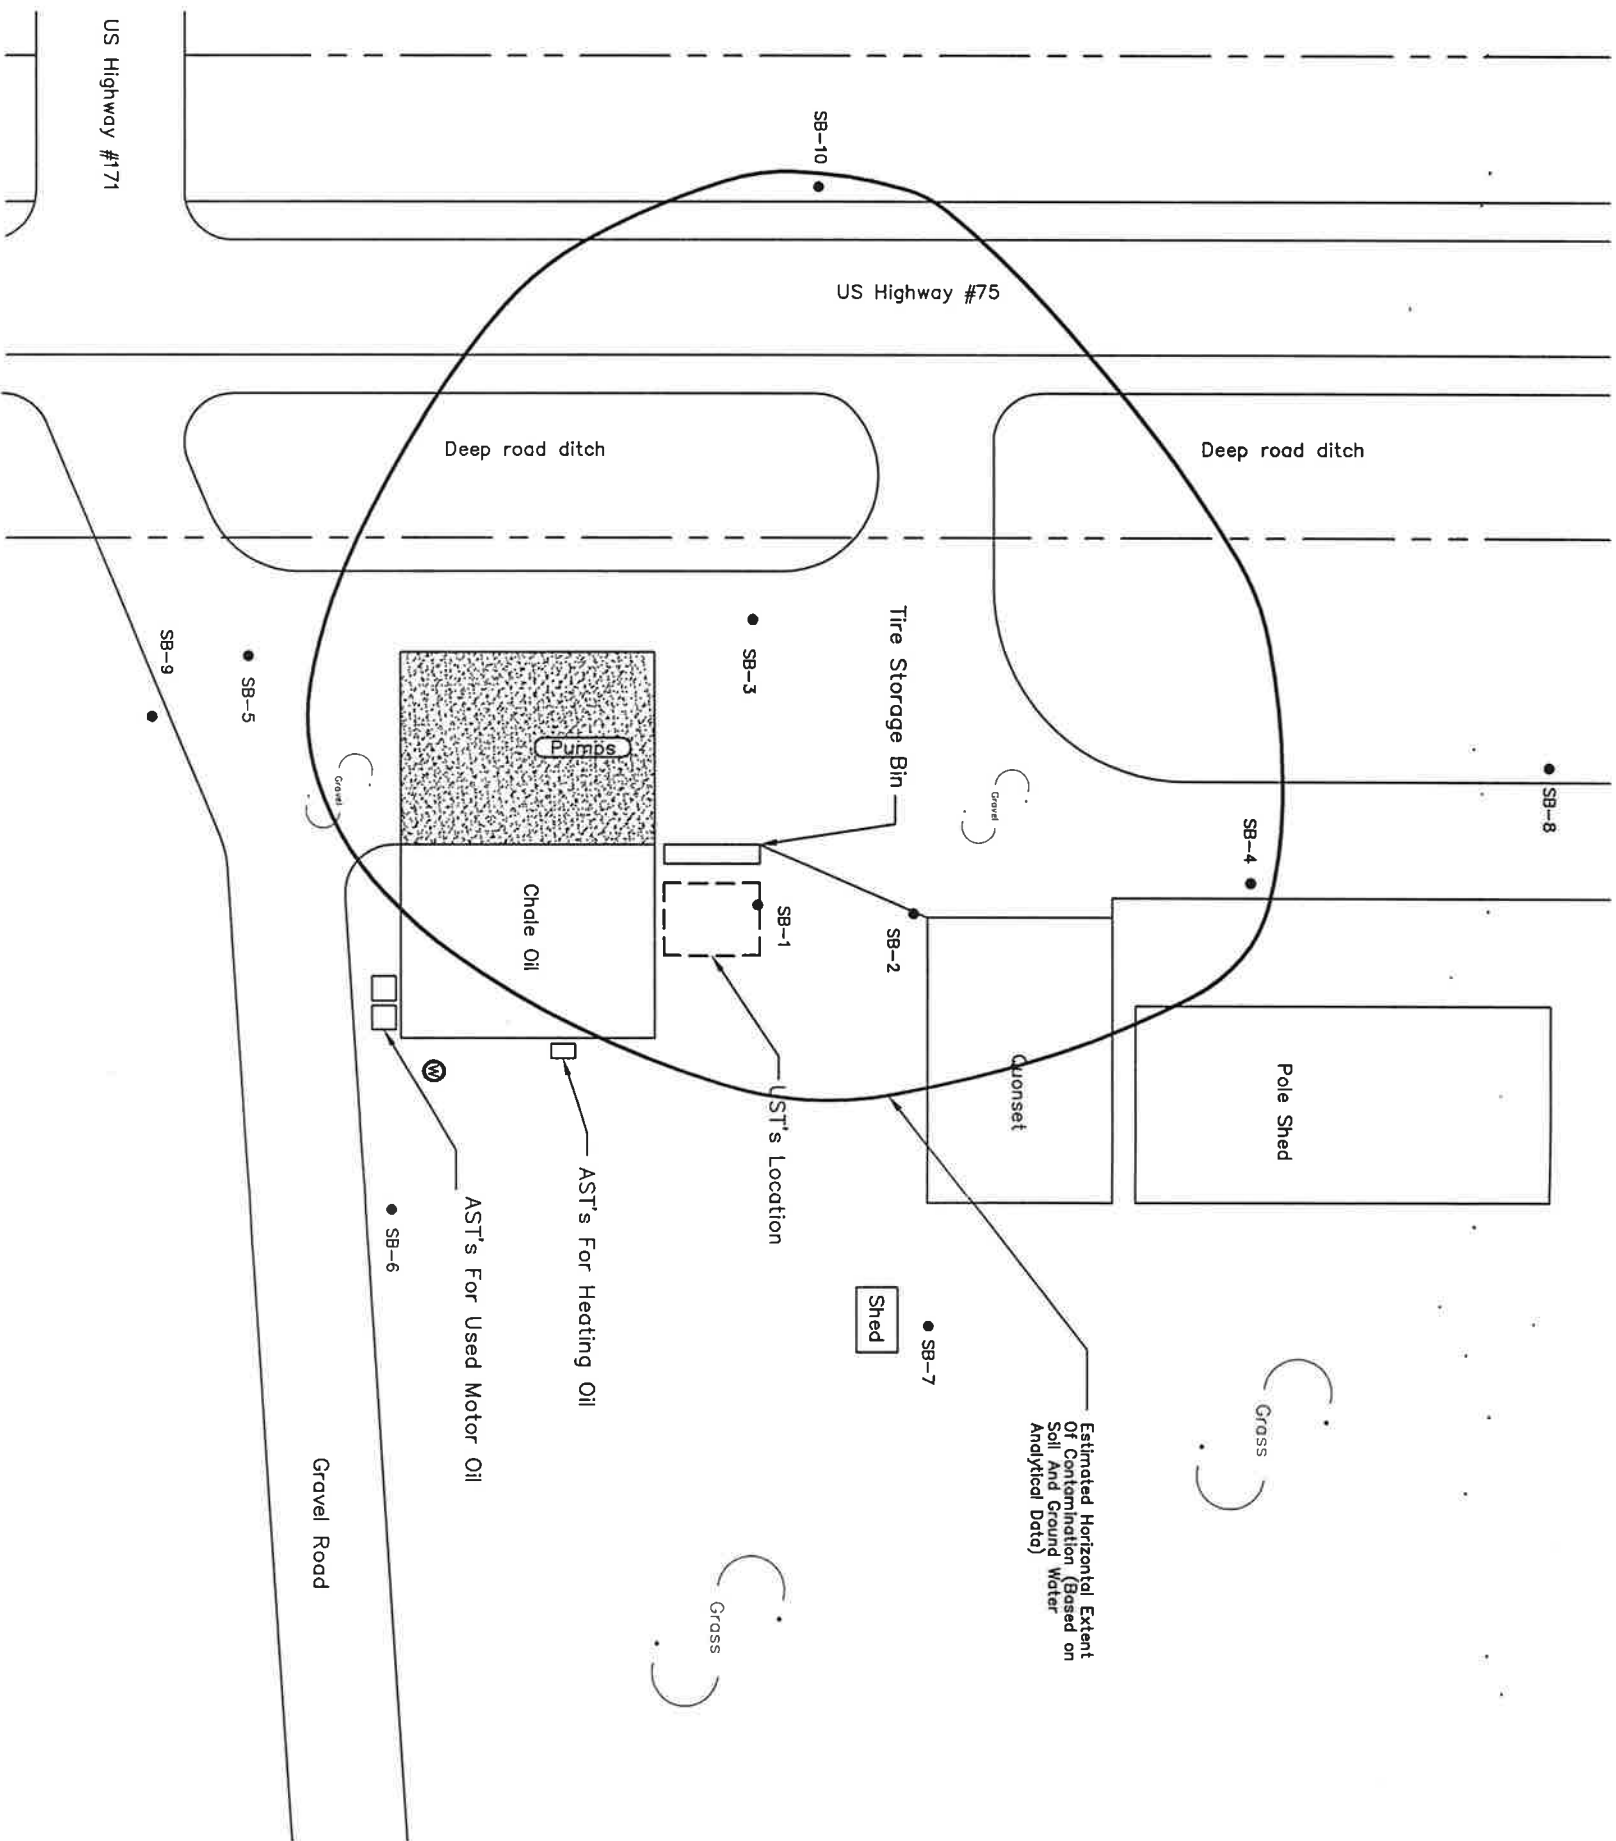 US Highway #171
SB-10
US Highway #75
Deep road ditch
Deep road ditch
SB-9
SB-5
SB-3
Tire Storage Bin
Pumps
Gravel
Gravel
SB-8
SB-4
Chale Oil
SB-1
SB-2
Quonset
Pole Shed
W
UST's Location
AST's For Heating Oil
AST's For Used Motor Oil
SB-6
Shed
SB-7
Estimated Horizontal Extent
Of Contamination (Based on
Soil And Ground Water
Analytical Data)
Grass
Grass
Gravel Road